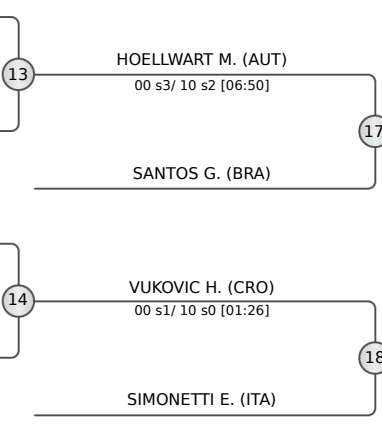 HOELLWART M. (AUT)
13
00 s3/ 10 s2 [06:50]
17
SANTOS G. (BRA)
VUKOVIC H. (CRO)
14
00 s1/ 10 s0 [01:26]
18
SIMONETTI E. (ITA)